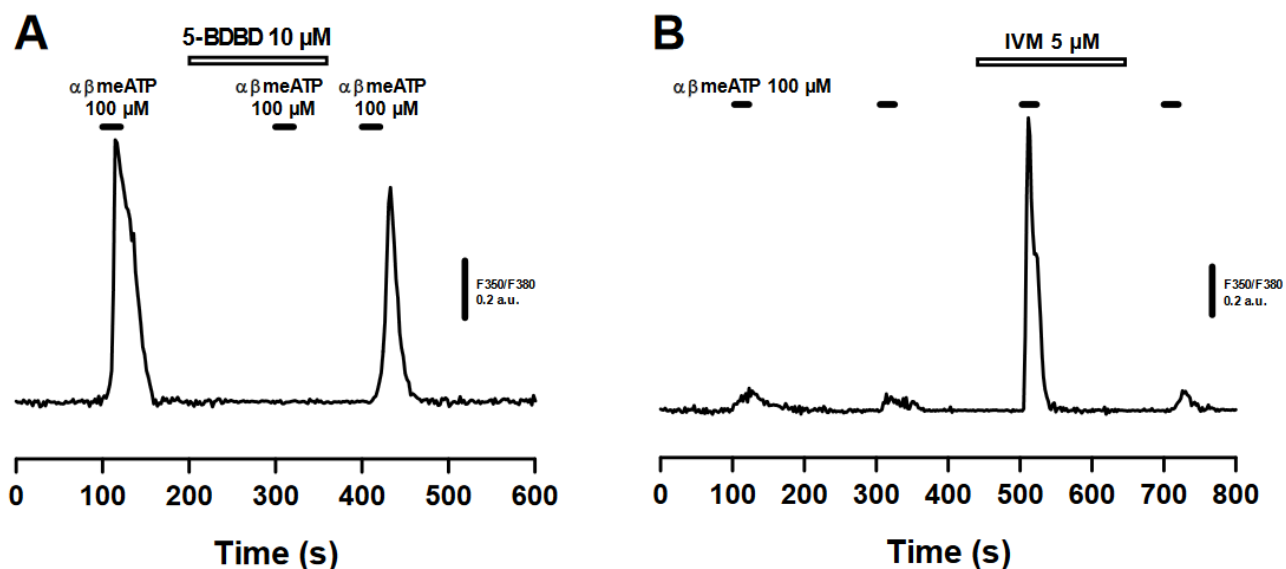 A
5-BDBD 10 µM
αβmeATP αβmeATP αβmeATP
100 µM 100 µM 100 µM
F350/F380
0.2 a.u.
0 100 200 300 400 500 600
Time (s)
B
IVM 5 µM
αβmeATP 100 µM
F350/F380
0.2 a.u.
0 100 200 300 400 500 600 700 800
Time (s)